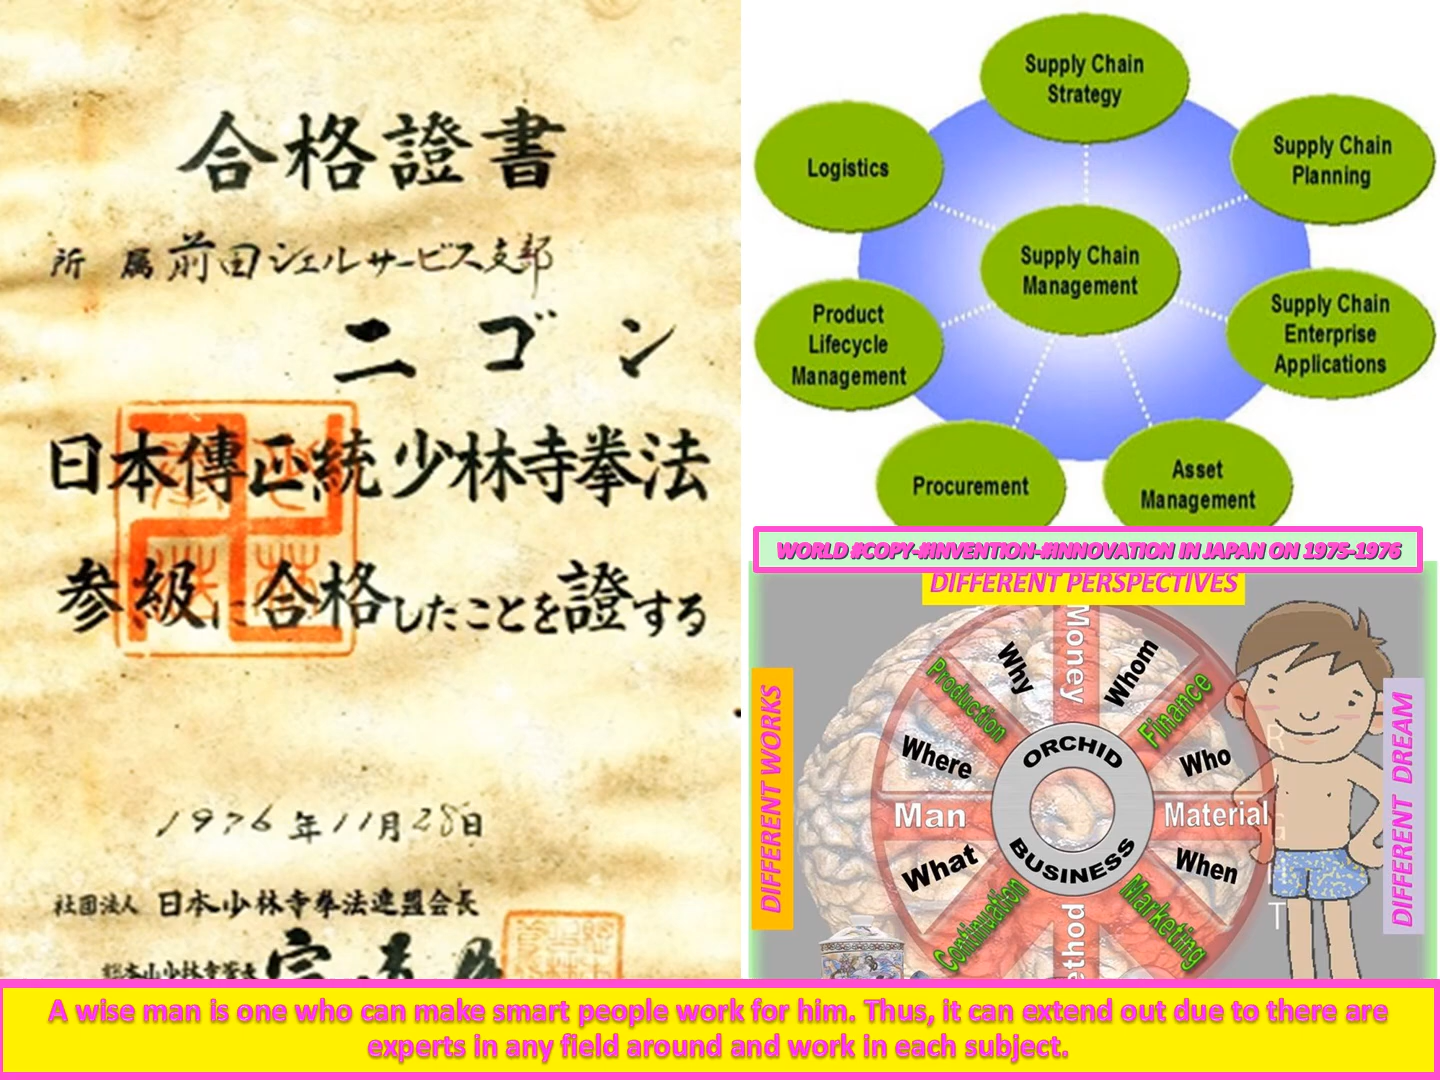 合格證書
所 属 前田シェルサービス支部
ニゴン
日本傳正統少林寺拳法
参級に合格したことを證する
1976年11月28日
社団法人 日本少林寺拳法連盟会長
Supply Chain
Strategy
Logistics
Supply Chain
Planning
Supply Chain
Management
Product
Lifecycle
Management
Supply Chain
Enterprise
Applications
Procurement
Asset
Management
WORLD #COPY-#INVENTION-#INNOVATION IN JAPAN ON 1975-1976
DIFFERENT PERSPECTIVES
DIFFERENT WORKS
DIFFERENT DREAM
Money
Whom
Finance
Who
Material
When
Marketing
ethod
Continuation
What
Man
Where
Production
Why
ORCHID
BUSINESS
R
G
I
T
A wise man is one who can make smart people work for him. Thus, it can extend out due to there are
experts in any field around and work in each subject.